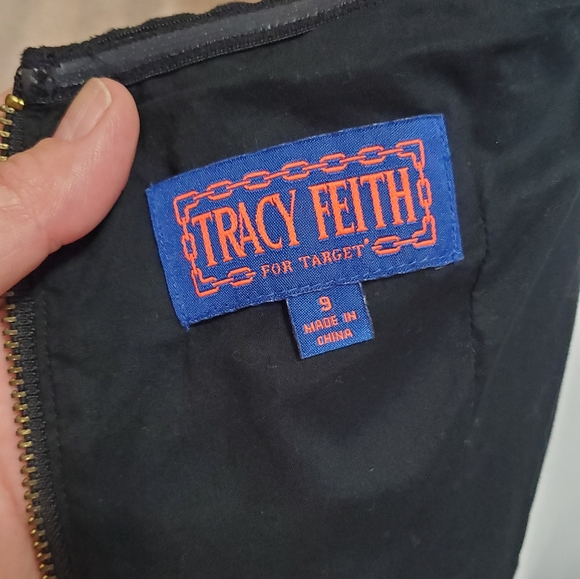 TRACY FEITH
FOR TARGET*
9
MADE IN
CHINA